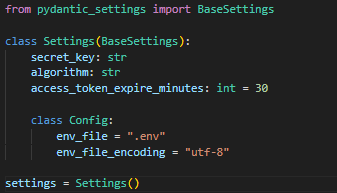 from pydantic_settings import BaseSettings
class Settings(BaseSettings):
    secret_key: str
    algorithm: str
    access_token_expire_minutes: int = 30
    class Config:
        env_file = ".env"
        env_file_encoding = "utf-8"
settings = Settings()